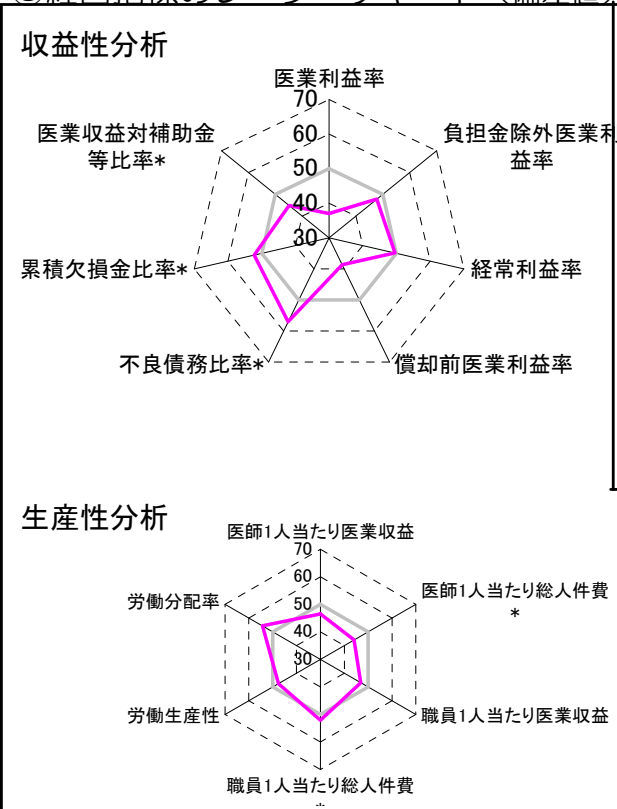 収益性分析
医業利益率
70
60
50
40
30
負担金除外医業利
益率
経常利益率
償却前医業利益率
不良債務比率*
累積欠損金比率*
医業収益対補助金
等比率*
生産性分析
医師1人当たり医業収益
70
60
50
40
30
医師1人当たり総人件費
*
職員1人当たり医業収益
職員1人当たり総人件費
*
労働生産性
労働分配率